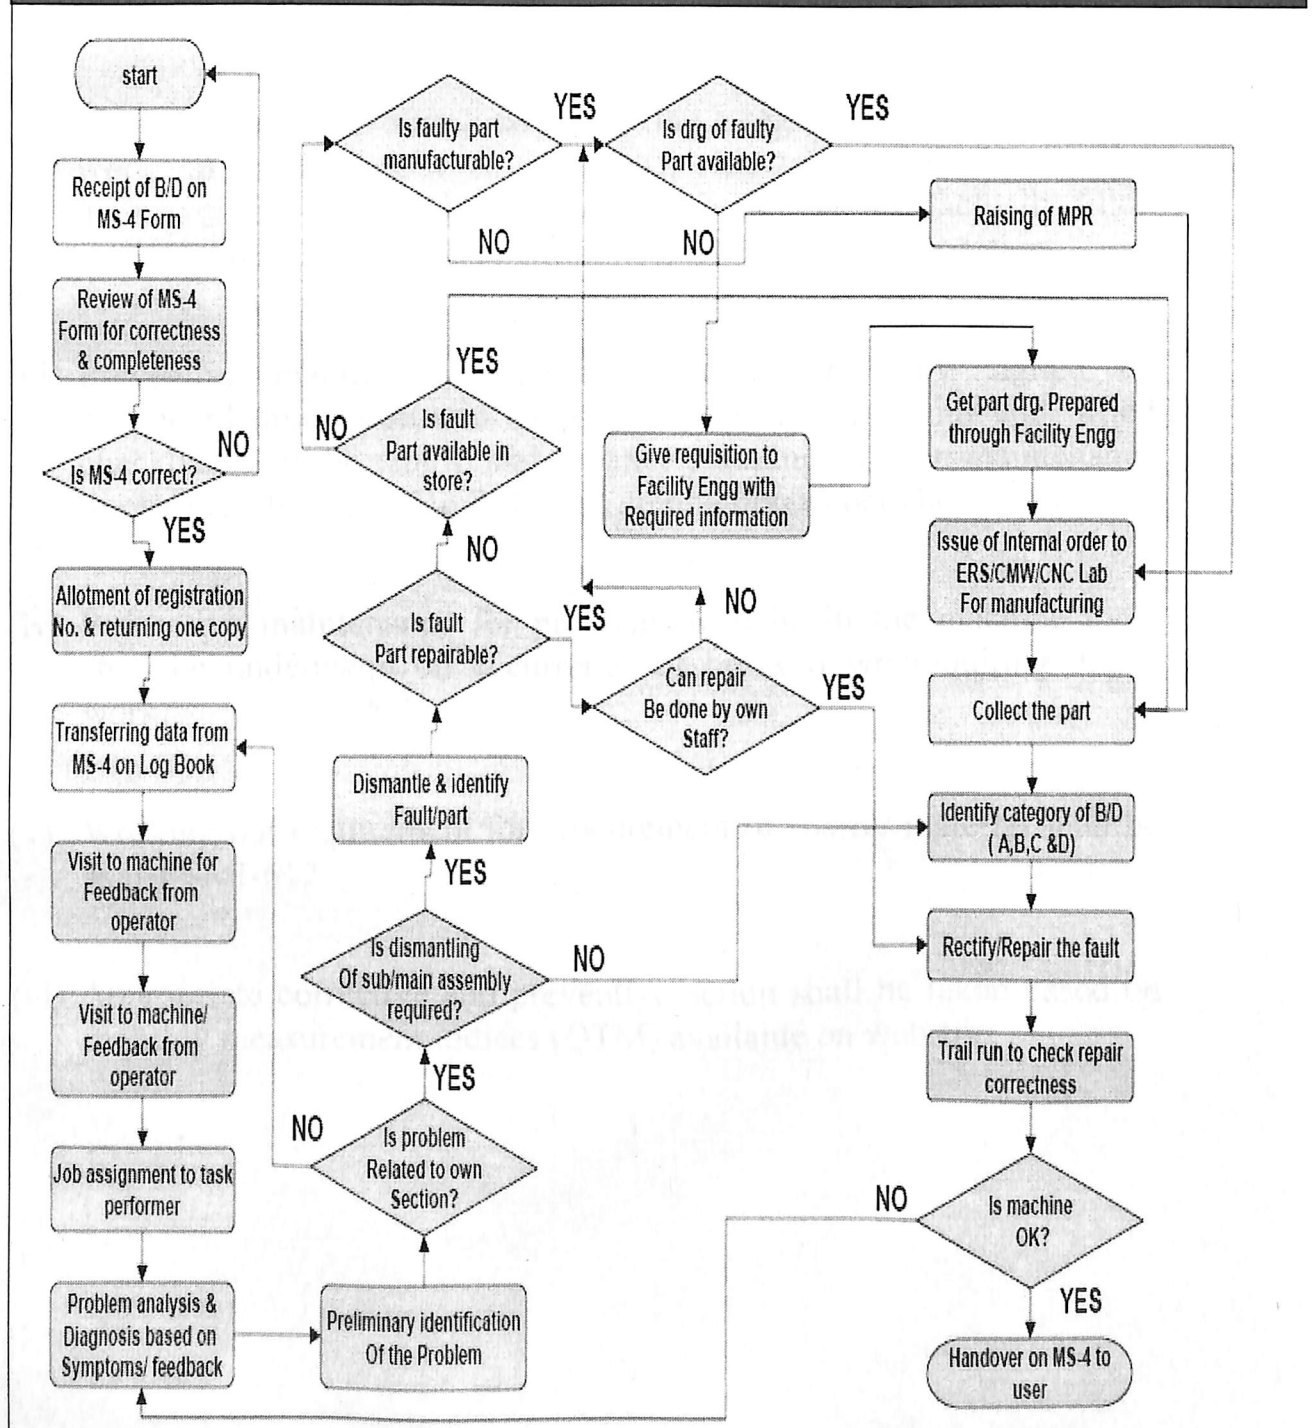 start
Receipt of B/D on
MS-4 Form
Review of MS-4
Form for correctness
& completeness
Is MS-4 correct?
NO
YES
Allotment of registration
No. & returning one copy
Transferring data from
MS-4 on Log Book
Visit to machine for
Feedback from
operator
Visit to machine/
Feedback from
operator
Job assignment to task
performer
Problem analysis &
Diagnosis based on
Symptoms/ feedback
Preliminary identification
Of the Problem
Is problem
Related to own
Section?
NO
YES
Is dismantling
Of sub/main assembly
required?
NO
YES
Dismantle & identify
Fault/part
Is fault
Part repairable?
YES
NO
Is fault
Part available in
store?
NO
YES
Is faulty part
manufacturable?
YES
NO
Is drg of faulty
Part available?
YES
NO
Raising of MPR
Give requisition to
Facility Engg with
Required information
Get part drg. Prepared
through Facility Engg
Issue of Internal order to
ERS/CMW/CNC Lab
For manufacturing
Can repair
Be done by own
Staff?
NO
YES
Collect the part
Identify category of B/D
( A,B,C &D)
Rectify/Repair the fault
Trail run to check repair
correctness
Is machine
OK?
NO
YES
Handover on MS-4 to
user